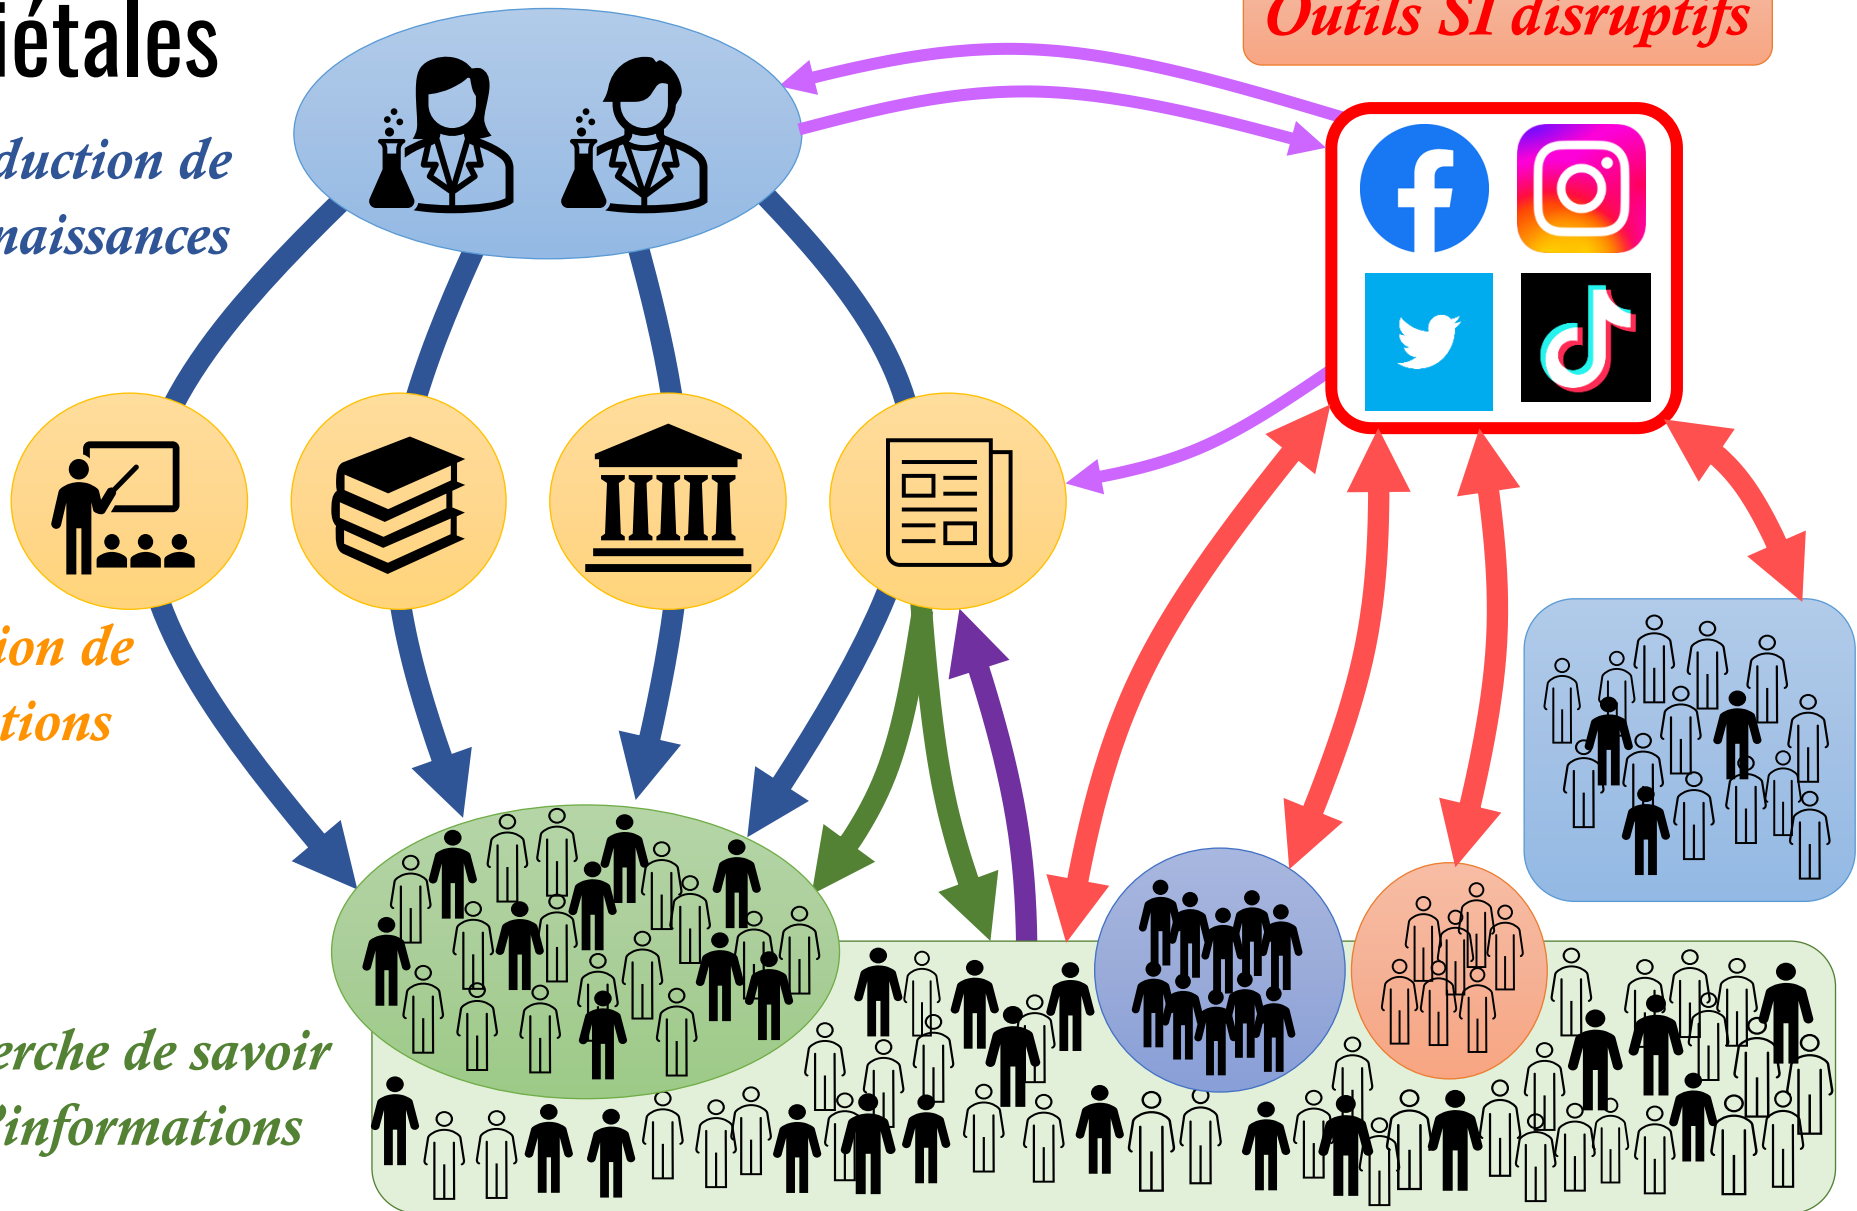 iétales
Outils SI disruptifs
duction de
naissances
ion de
tions
erche de savoir
'informations